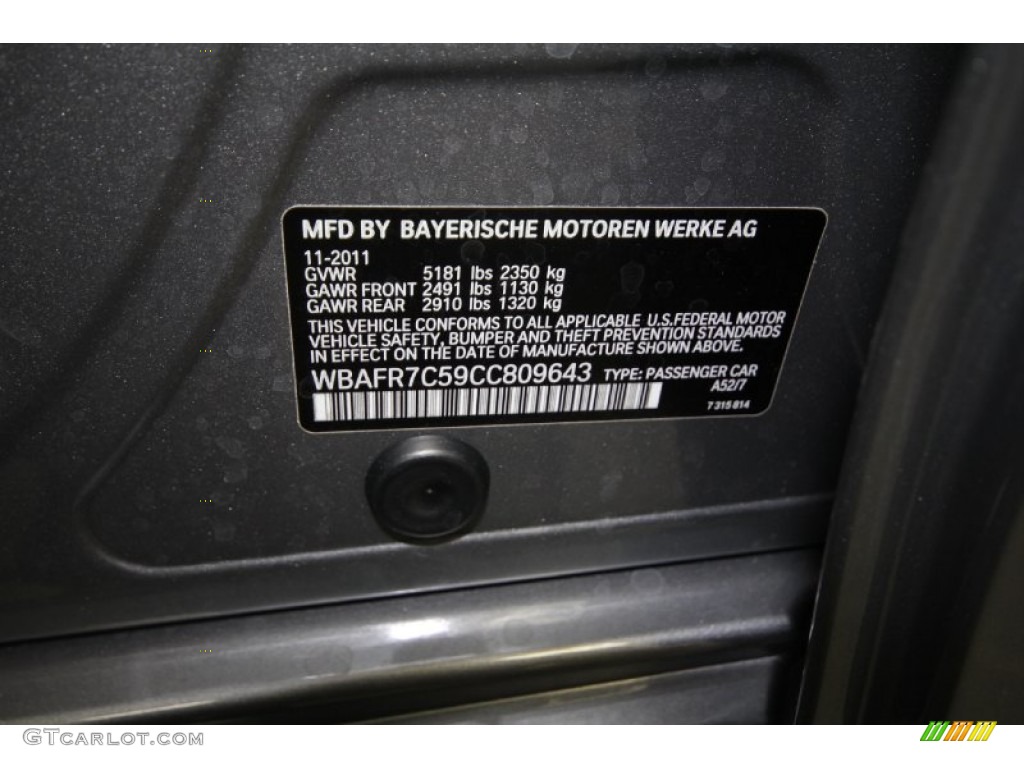 MFD BY BAYERISCHE MOTOREN WERKE AG
11-2011
GVWR 5181 lbs 2350 kg
GAWR FRONT 2491 lbs 1130 kg
GAWR REAR 2910 lbs 1320 kg
THIS VEHICLE CONFORMS TO ALL APPLICABLE U.S.FEDERAL MOTOR
VEHICLE SAFETY, BUMPER AND THEFT PREVENTION STANDARDS
IN EFFECT ON THE DATE OF MANUFACTURE SHOWN ABOVE.
WBAFR7C59CC809643 TYPE: PASSENGER CAR
A52/7
7315814
GTCarLot.com